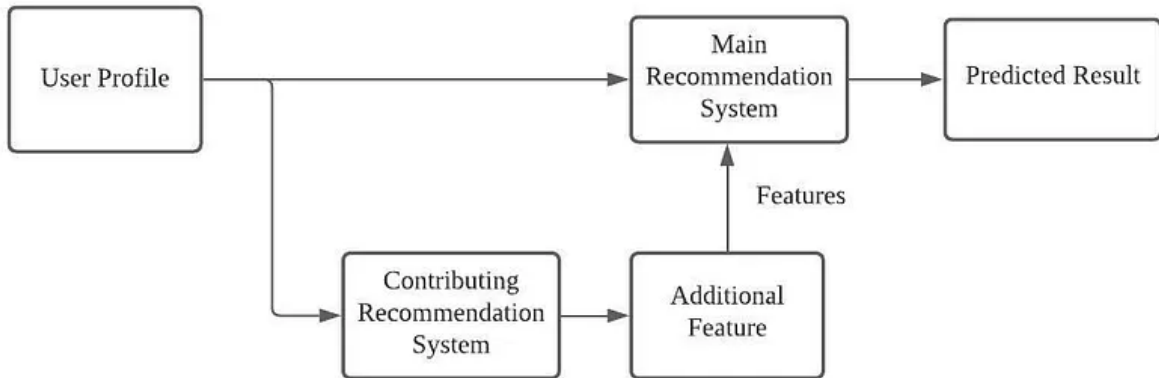 User Profile
Main
Recommendation
System
Predicted Result
Features
Contributing
Recommendation
System
Additional
Feature